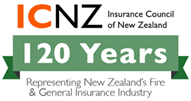 ICNZ
Insurance Council
of New Zealand
120 Years
Representing New Zealand's Fire
& General Insurance Industry